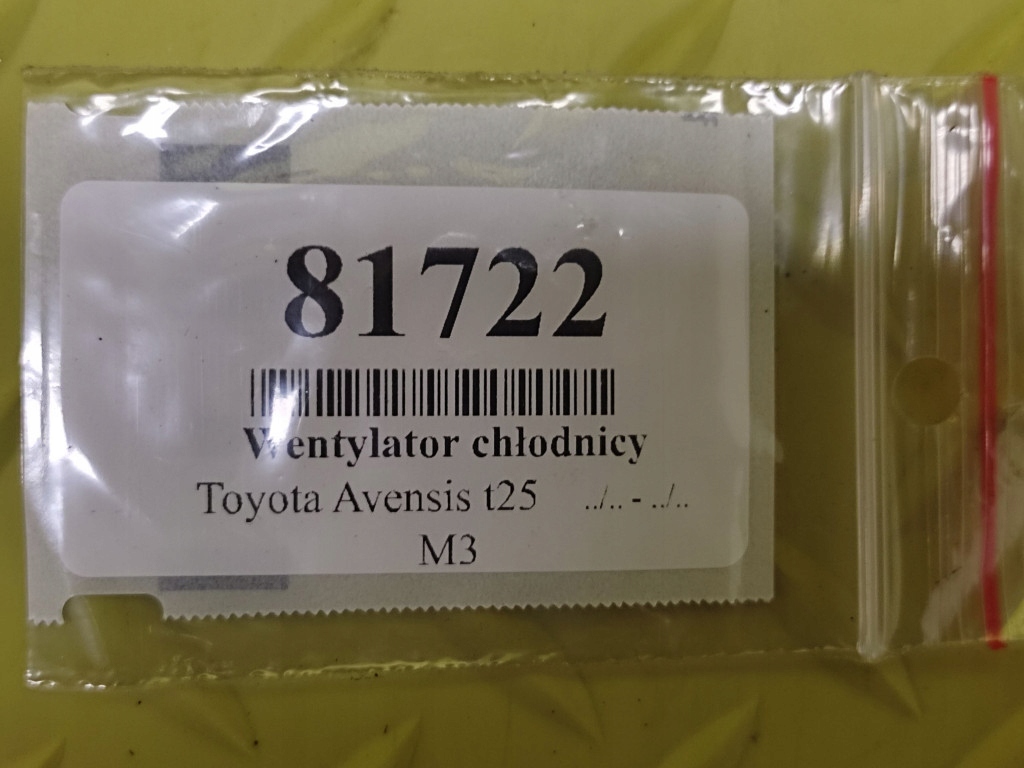 81722
Wentylator chłodnicy
Toyota Avensis t25 ../.. - ../..
M3